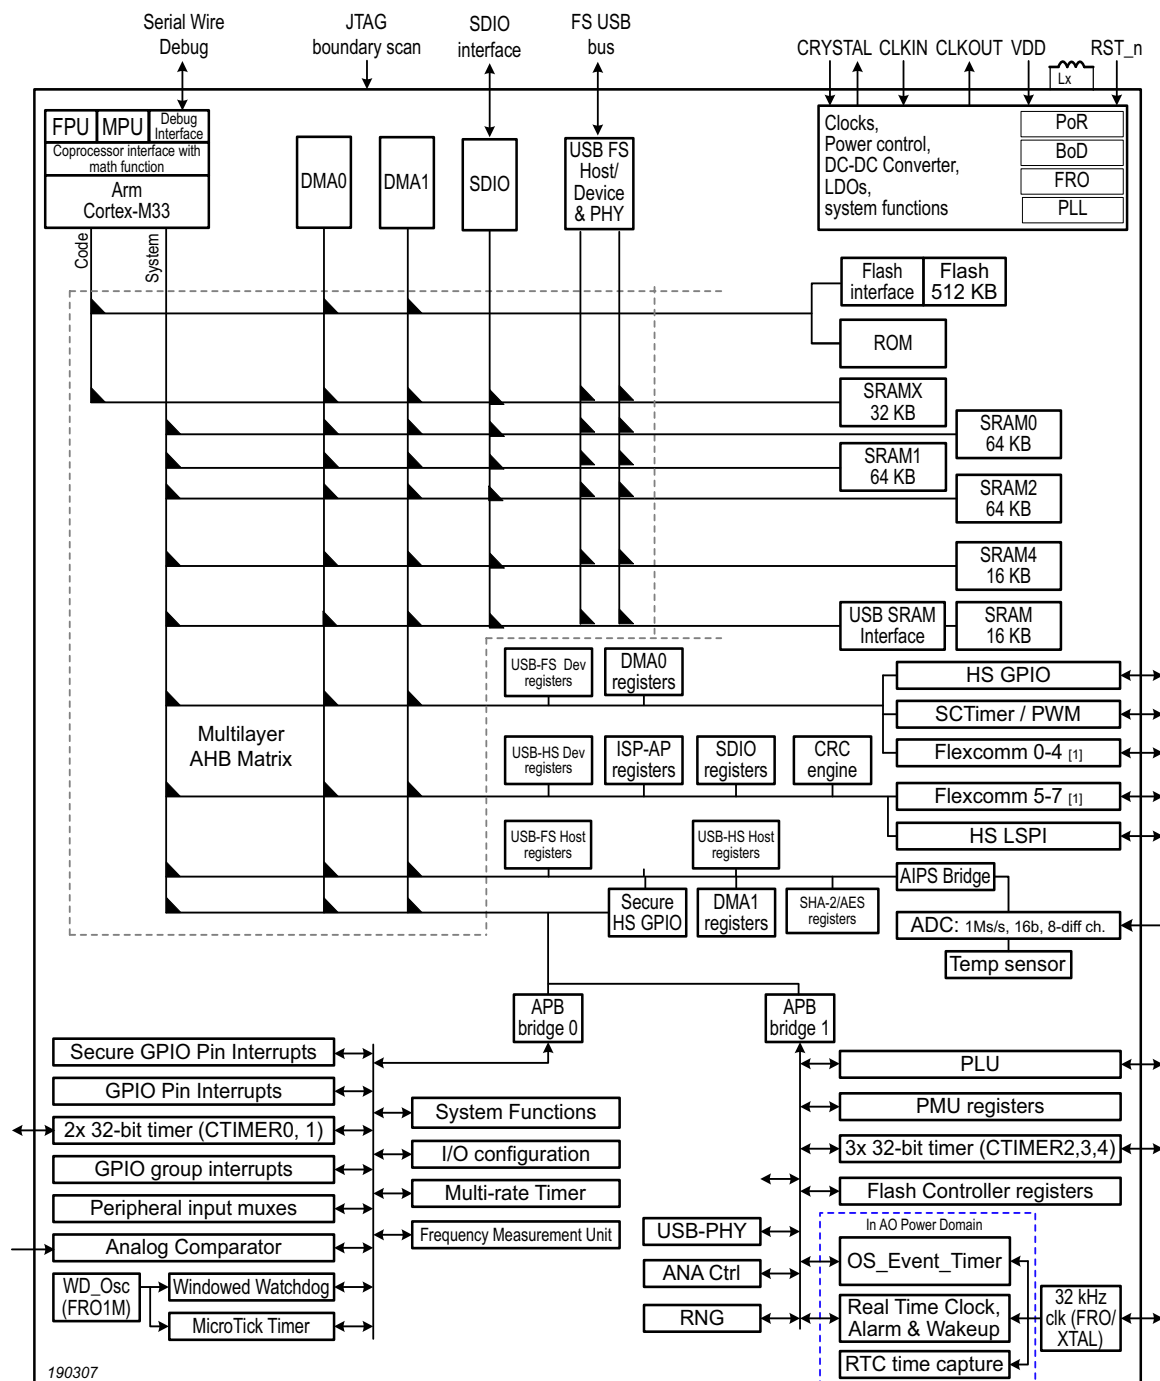 Serial Wire
Debug
JTAG
boundary scan
SDIO
interface
FS USB
bus
CRYSTAL CLKIN CLKOUT VDD RST_n
Lx
FPU
MPU
Debug
Interface
Coprocessor interface with
math function
Arm
Cortex-M33
DMA0
DMA1
SDIO
USB FS
Host/
Device
& PHY
Clocks,
Power control,
DC-DC Converter,
LDOs,
system functions
PoR
BoD
FRO
PLL
Code
System
Flash
interface
Flash
512 KB
ROM
SRAMX
32 KB
SRAM0
64 KB
SRAM1
64 KB
SRAM2
64 KB
SRAM4
16 KB
USB SRAM
Interface
SRAM
16 KB
USB-FS Dev
registers
DMA0
registers
HS GPIO
SCTimer / PWM
Flexcomm 0-4 [1]
Multilayer
AHB Matrix
USB-HS Dev
registers
ISP-AP
registers
SDIO
registers
CRC
engine
Flexcomm 5-7 [1]
HS LSPI
USB-FS Host
registers
USB-HS Host
registers
AIPS Bridge
Secure
HS GPIO
DMA1
registers
SHA-2/AES
registers
ADC: 1Ms/s, 16b, 8-diff ch.
Temp sensor
APB
bridge 0
APB
bridge 1
Secure GPIO Pin Interrupts
GPIO Pin Interrupts
2x 32-bit timer (CTIMER0, 1)
GPIO group interrupts
Peripheral input muxes
Analog Comparator
WD_Osc
(FRO1M)
Windowed Watchdog
MicroTick Timer
System Functions
I/O configuration
Multi-rate Timer
Frequency Measurement Unit
PLU
PMU registers
3x 32-bit timer (CTIMER2,3,4)
Flash Controller registers
USB-PHY
ANA Ctrl
RNG
In AO Power Domain
OS_Event_Timer
Real Time Clock,
Alarm & Wakeup
RTC time capture
32 kHz
clk (FRO/
XTAL)
190307